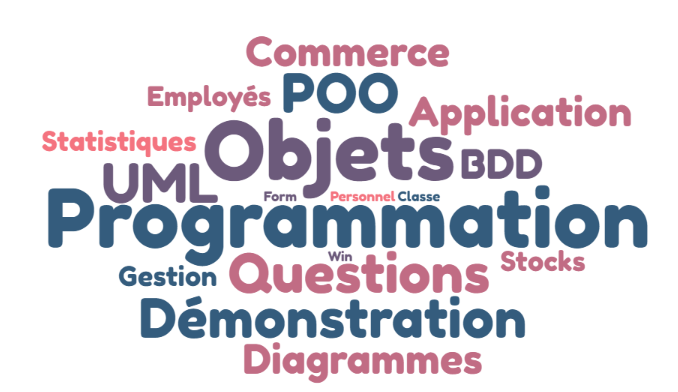 Commerce
Employés POO Application
Statistiques Objets BDD
UML Form Personnel Classe
Programmation
Win
Gestion Questions Stocks
Démonstration
Diagrammes